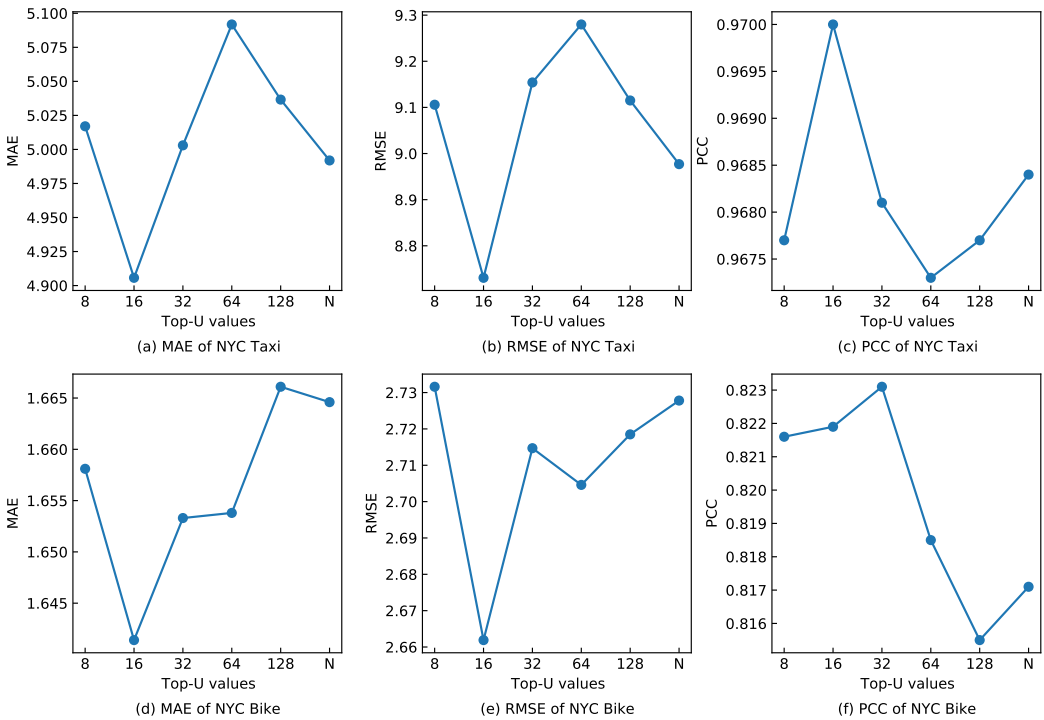 5.100
5.075
5.050
5.025
5.000
4.975
4.950
4.925
4.900
MAE
8 16 32 64 128 N
Top-U values
(a) MAE of NYC Taxi
9.3
9.2
9.1
9.0
8.9
8.8
RMSE
8 16 32 64 128 N
Top-U values
(b) RMSE of NYC Taxi
0.9700
0.9695
0.9690
0.9685
0.9680
0.9675
PCC
8 16 32 64 128 N
Top-U values
(c) PCC of NYC Taxi
1.665
1.660
1.655
1.650
1.645
MAE
8 16 32 64 128 N
Top-U values
(d) MAE of NYC Bike
2.73
2.72
2.71
2.70
2.69
2.68
2.67
2.66
RMSE
8 16 32 64 128 N
Top-U values
(e) RMSE of NYC Bike
0.823
0.822
0.821
0.820
0.819
0.818
0.817
0.816
PCC
8 16 32 64 128 N
Top-U values
(f) PCC of NYC Bike